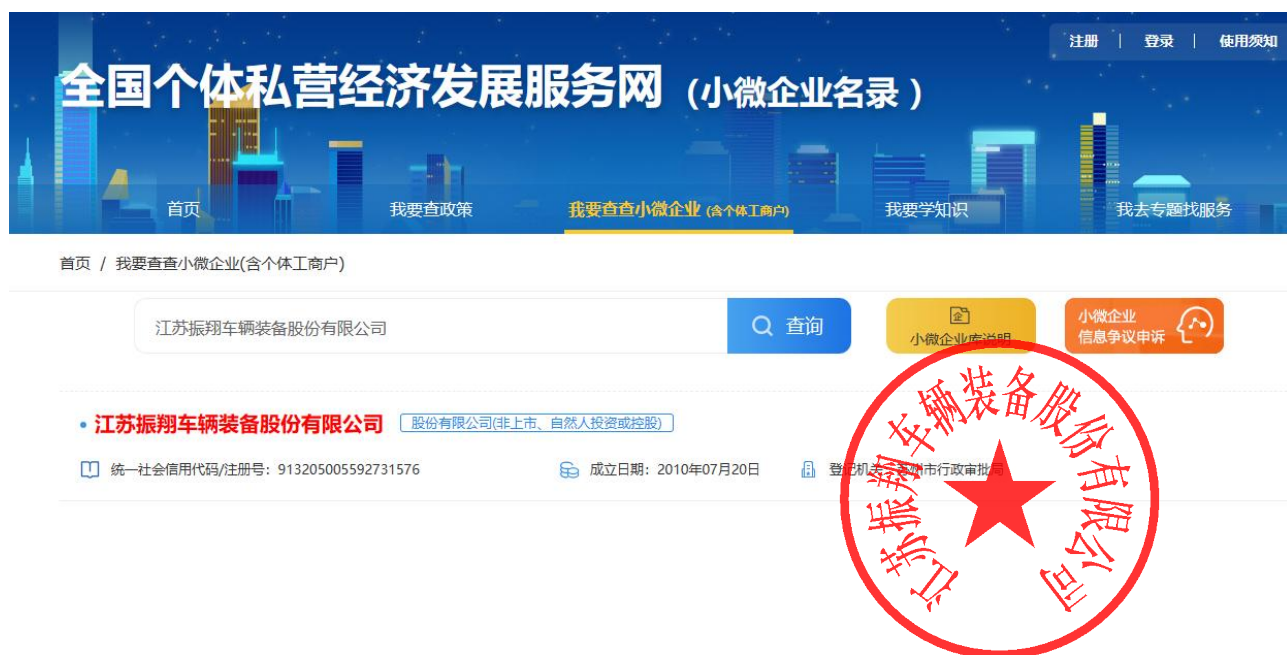 注册 | 登录 | 使用须知
全国个体私营经济发展服务网（小微企业名录）
首页 我要查政策 我要查查小微企业 (含个体工商户) 我要学知识 我去专题找服务
首页 / 我要查查小微企业(含个体工商户)
江苏振翔车辆装备股份有限公司 查询 小微企业库说明 小微企业
信息争议申诉
江苏振翔车辆装备股份有限公司 股份有限公司(非上市、自然人投资或控股)
统一社会信用代码/注册号：913205005592731576 成立日期：2010年07月20日 登记机关：苏州市行政审批局
江苏振翔车辆装备股份有限公司